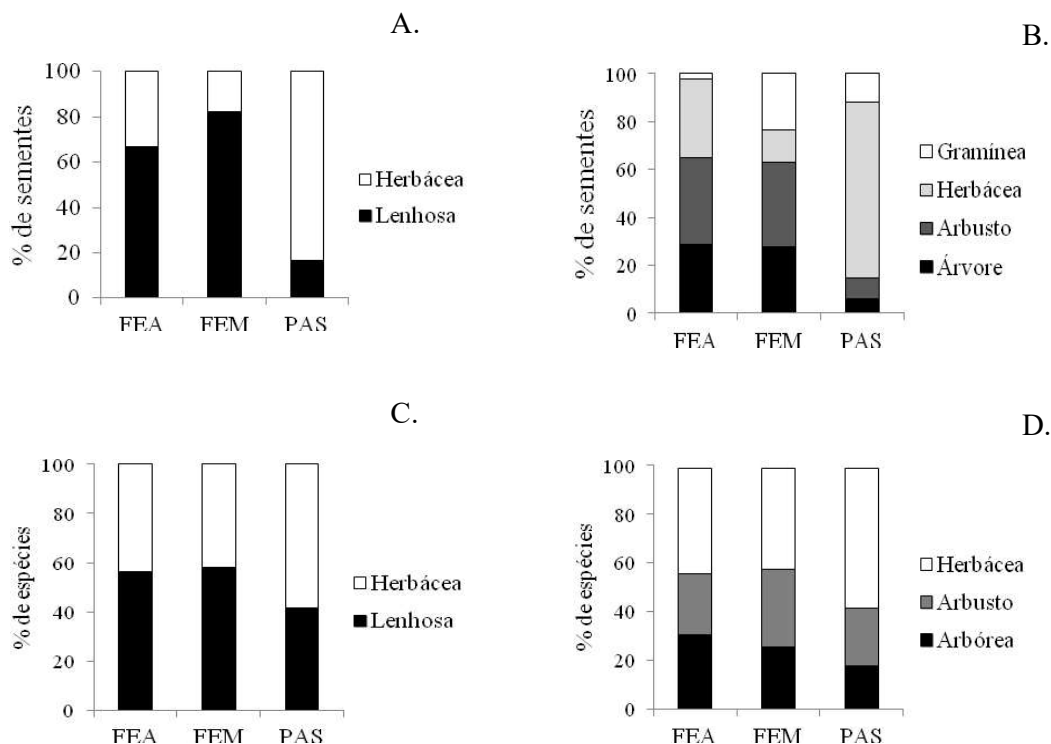 A.
% de sementes
100
80
60
40
20
0
FEA FEM PAS
Herbácea
Lenhosa
B.
% de sementes
100
80
60
40
20
0
FEA FEM PAS
Gramínea
Herbácea
Arbusto
Árvore
C.
% de espécies
100
80
60
40
20
0
FEA FEM PAS
Herbácea
Lenhosa
D.
% de espécies
100
80
60
40
20
0
FEA FEM PAS
Herbácea
Arbusto
Arbórea